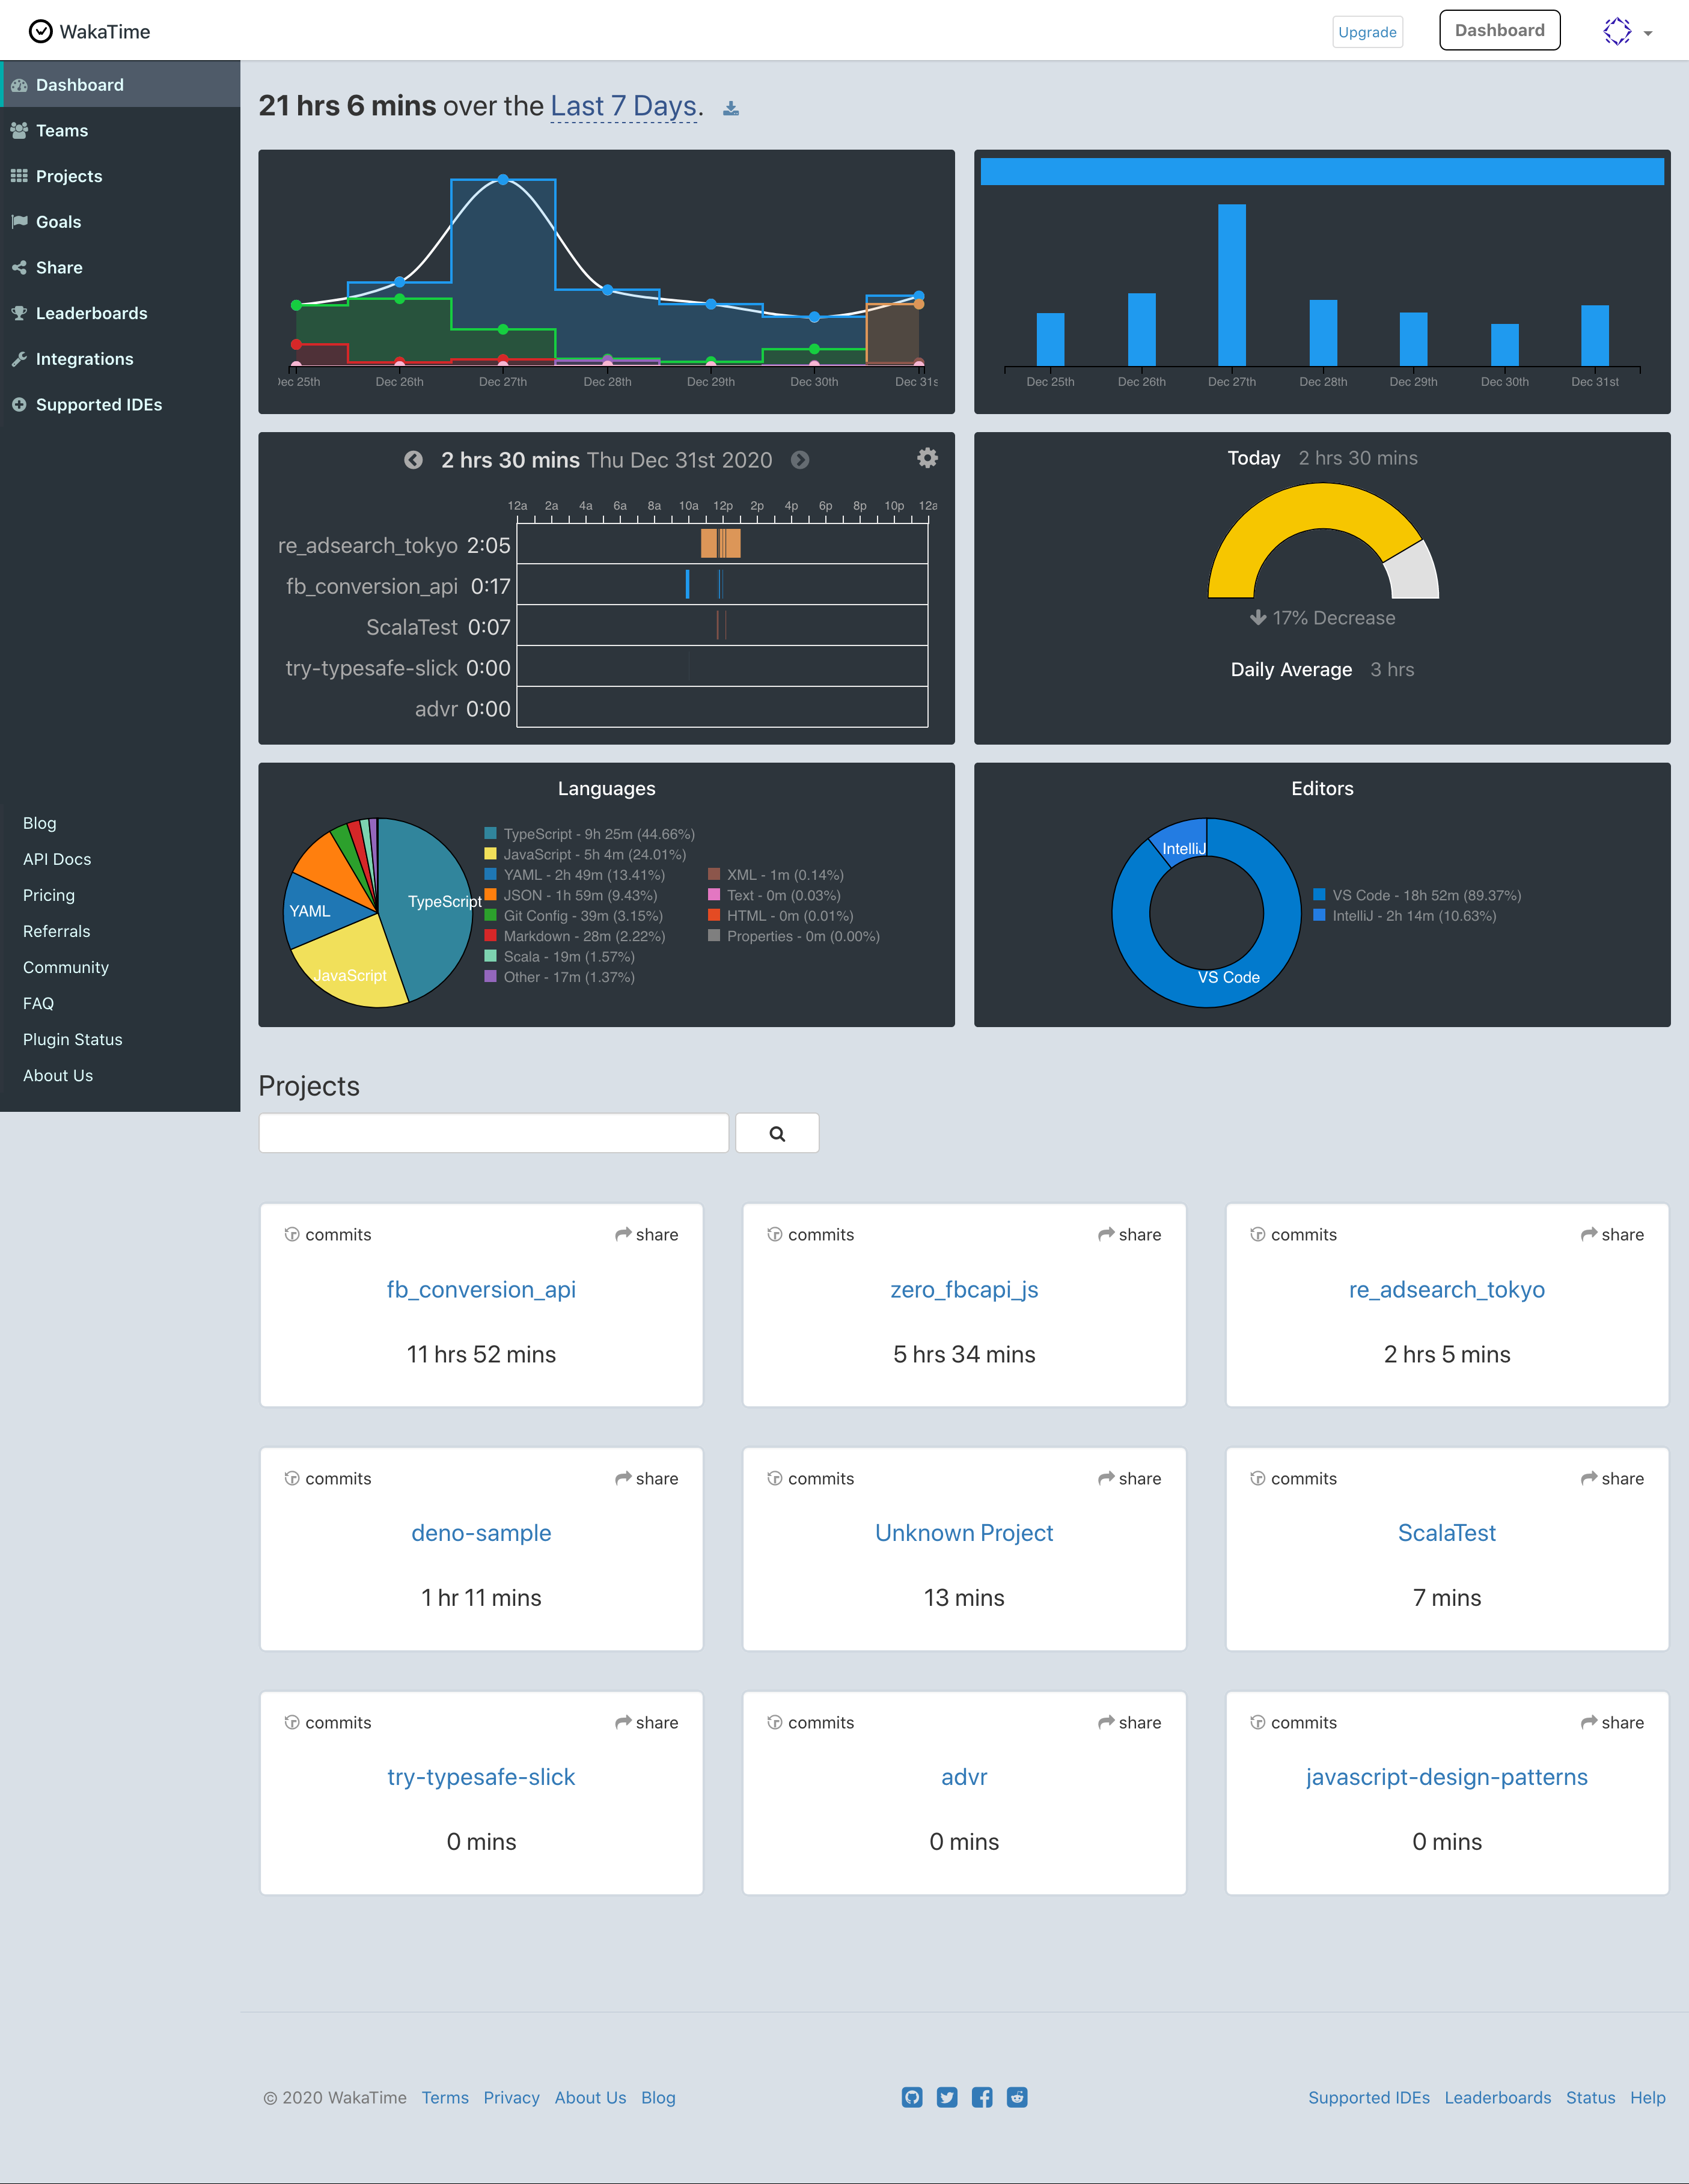 WakaTime
Upgrade
Dashboard
Dashboard
Teams
Projects
Goals
Share
Leaderboards
Integrations
Supported IDEs
Blog
API Docs
Pricing
Referrals
Community
FAQ
Plugin Status
About Us
21 hrs 6 mins over the Last 7 Days.
ec 25th Dec 26th Dec 27th Dec 28th Dec 29th Dec 30th Dec 31s
Dec 25th Dec 26th Dec 27th Dec 28th Dec 29th Dec 30th Dec 31st
2 hrs 30 mins Thu Dec 31st 2020
12a 2a 4a 6a 8a 10a 12p 2p 4p 6p 8p 10p 12a
re_adsearch_tokyo 2:05
fb_conversion_api 0:17
ScalaTest 0:07
try-typesafe-slick 0:00
advr 0:00
Today 2 hrs 30 mins
17% Decrease
Daily Average 3 hrs
Languages
TypeScript
YAML
JavaScript
TypeScript - 9h 25m (44.66%)
JavaScript - 5h 4m (24.01%)
YAML - 2h 49m (13.41%)
JSON - 1h 59m (9.43%)
Git Config - 39m (3.15%)
Markdown - 28m (2.22%)
Scala - 19m (1.57%)
Other - 17m (1.37%)
XML - 1m (0.14%)
Text - 0m (0.03%)
HTML - 0m (0.01%)
Properties - 0m (0.00%)
Editors
IntelliJ
VS Code
VS Code - 18h 52m (89.37%)
IntelliJ - 2h 14m (10.63%)
Projects
commits share
fb_conversion_api
11 hrs 52 mins
commits share
zero_fbcapi_js
5 hrs 34 mins
commits share
re_adsearch_tokyo
2 hrs 5 mins
commits share
deno-sample
1 hr 11 mins
commits share
Unknown Project
13 mins
commits share
ScalaTest
7 mins
commits share
try-typesafe-slick
0 mins
commits share
advr
0 mins
commits share
javascript-design-patterns
0 mins
© 2020 WakaTime Terms Privacy About Us Blog
Supported IDEs Leaderboards Status Help